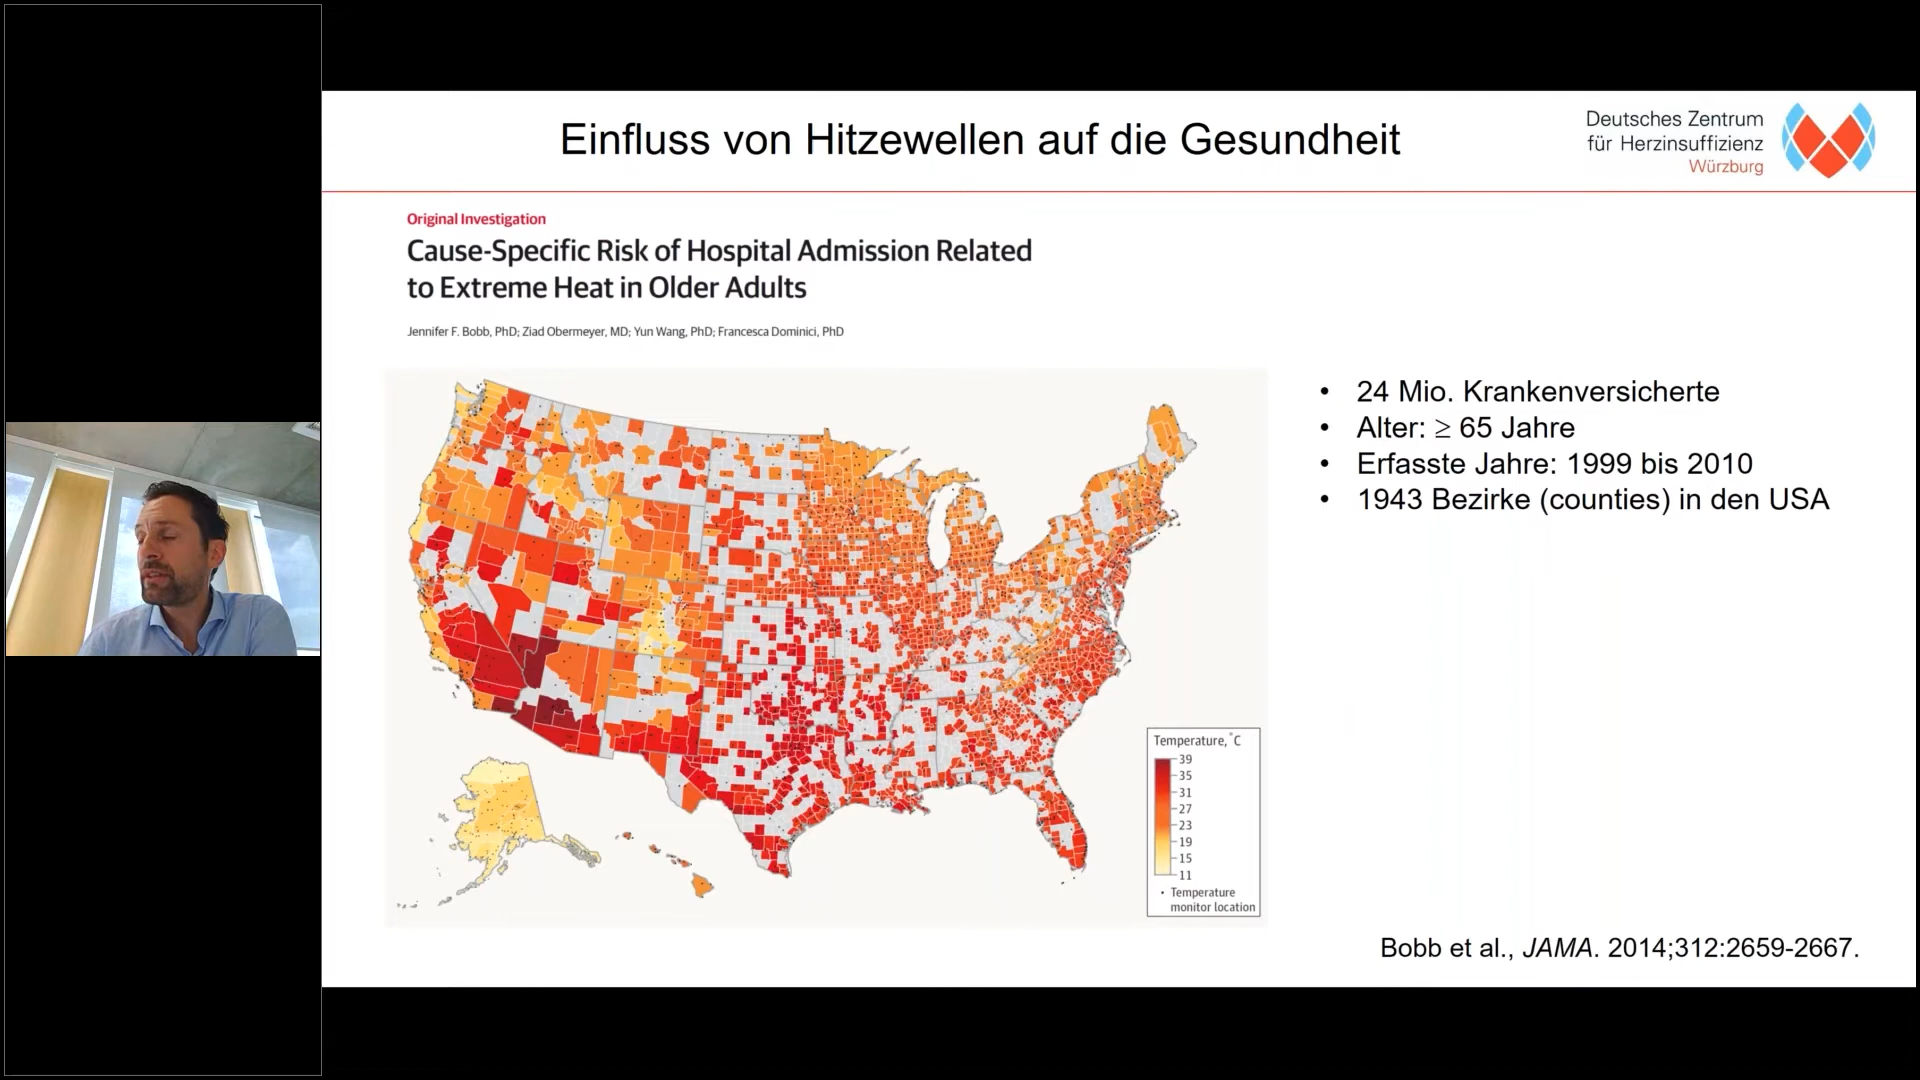 Einfluss von Hitzewellen auf die Gesundheit
Deutsches Zentrum
für Herzinsuffizienz
Würzburg
Original Investigation
Cause-Specific Risk of Hospital Admission Related
to Extreme Heat in Older Adults
Jennifer F. Bobb, PhD; Ziad Obermeyer, MD; Yun Wang, PhD; Francesca Dominici, PhD
• 24 Mio. Krankenversicherte
• Alter: ≥ 65 Jahre
• Erfasste Jahre: 1999 bis 2010
• 1943 Bezirke (counties) in den USA
Temperature, °C
39
35
31
27
23
19
15
11
• Temperature
monitor location
Bobb et al., JAMA. 2014;312:2659-2667.